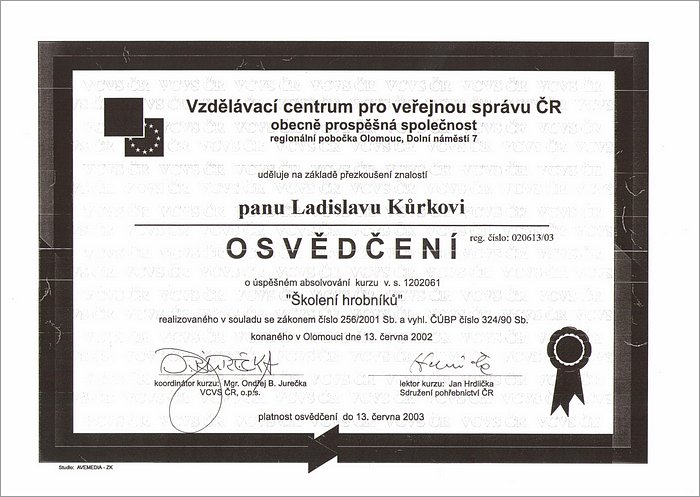 Vzdělávací centrum pro veřejnou správu ČR
obecně prospěšná společnost
regionální pobočka Olomouc, Dolní náměstí 7
uděluje na základě přezkoušení znalostí
panu Ladislavu Kůrkovi
OSVĚDČENÍ reg. číslo: 020613/03
o úspěšném absolvování kurzu v. s. 1202061
"Školení hrobníků"
realizovaného v souladu se zákonem číslo 256/2001 Sb. a vyhl. ČÚBP číslo 324/90 Sb.
konaného v Olomouci dne 13. června 2002
koordinátor kurzu: Mgr. Ondřej B. Jurečka
VCVS ČR, o.p.s.
lektor kurzu: Jan Hrdlička
Sdružení pohřebnictví ČR
platnost osvědčení do 13. června 2003
Studio: AVEMEDIA - ZK